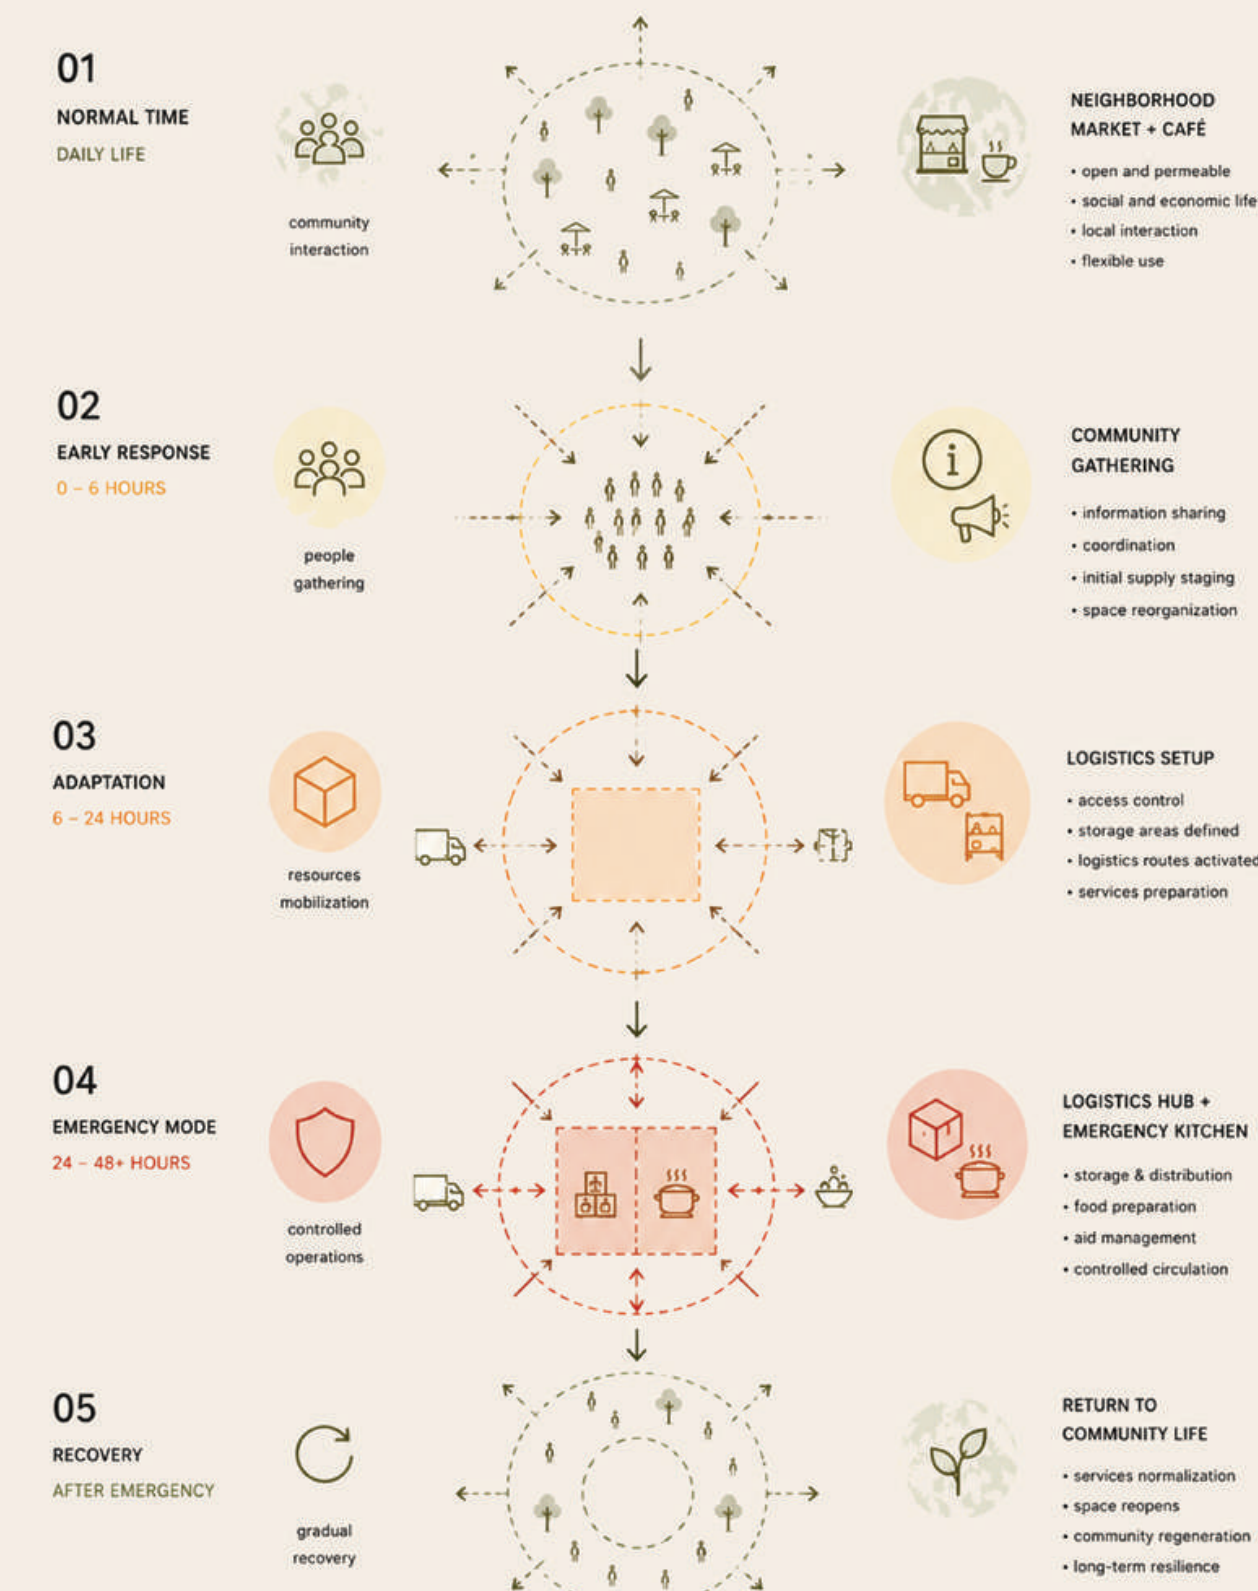 01
NORMAL TIME
DAILY LIFE
community
interaction
NEIGHBORHOOD
MARKET + CAFÉ
• open and permeable
• social and economic life
• local interaction
• flexible use
02
EARLY RESPONSE
0 – 6 HOURS
people
gathering
i
COMMUNITY
GATHERING
• information sharing
• coordination
• initial supply staging
• space reorganization
03
ADAPTATION
6 – 24 HOURS
resources
mobilization
LOGISTICS SETUP
• access control
• storage areas defined
• logistics routes activated
• services preparation
04
EMERGENCY MODE
24 – 48+ HOURS
controlled
operations
LOGISTICS HUB +
EMERGENCY KITCHEN
• storage & distribution
• food preparation
• aid management
• controlled circulation
05
RECOVERY
AFTER EMERGENCY
gradual
recovery
RETURN TO
COMMUNITY LIFE
• services normalization
• space reopens
• community regeneration
• long-term resilience